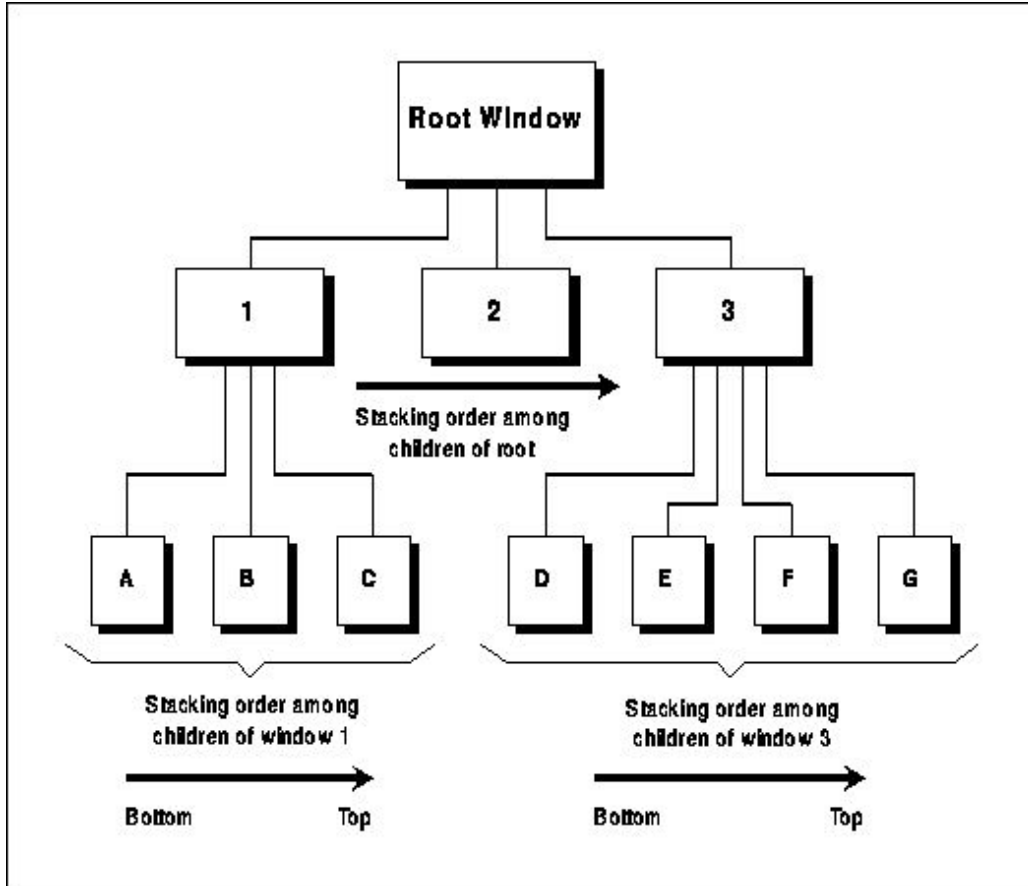 Root Window
1
2
3
Stacking order among
children of root
A
B
C
D
E
F
G
Stacking order among
children of window 1
Bottom
Top
Stacking order among
children of window 3
Bottom
Top